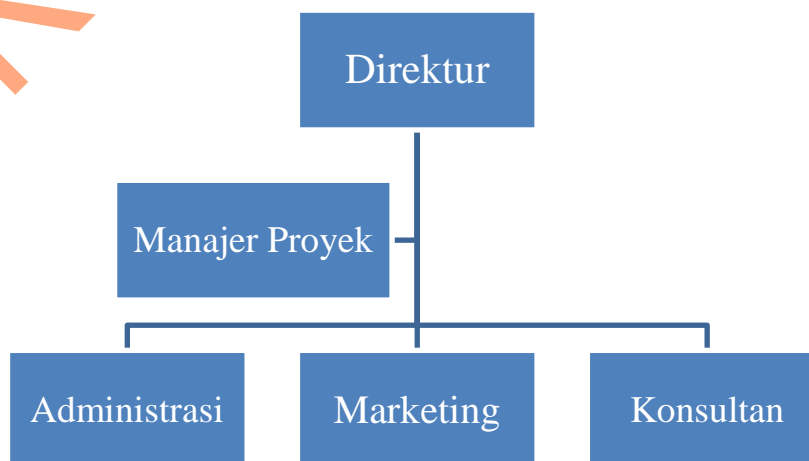 Direktur
Manajer Proyek
Administrasi
Marketing
Konsultan